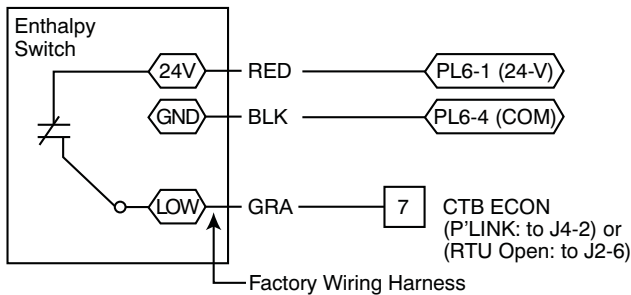 Enthalpy
Switch
24V RED PL6-1 (24-V)
GND BLK PL6-4 (COM)
LOW GRA 7 CTB ECON
(P'LINK: to J4-2) or
(RTU Open: to J2-6)
Factory Wiring Harness